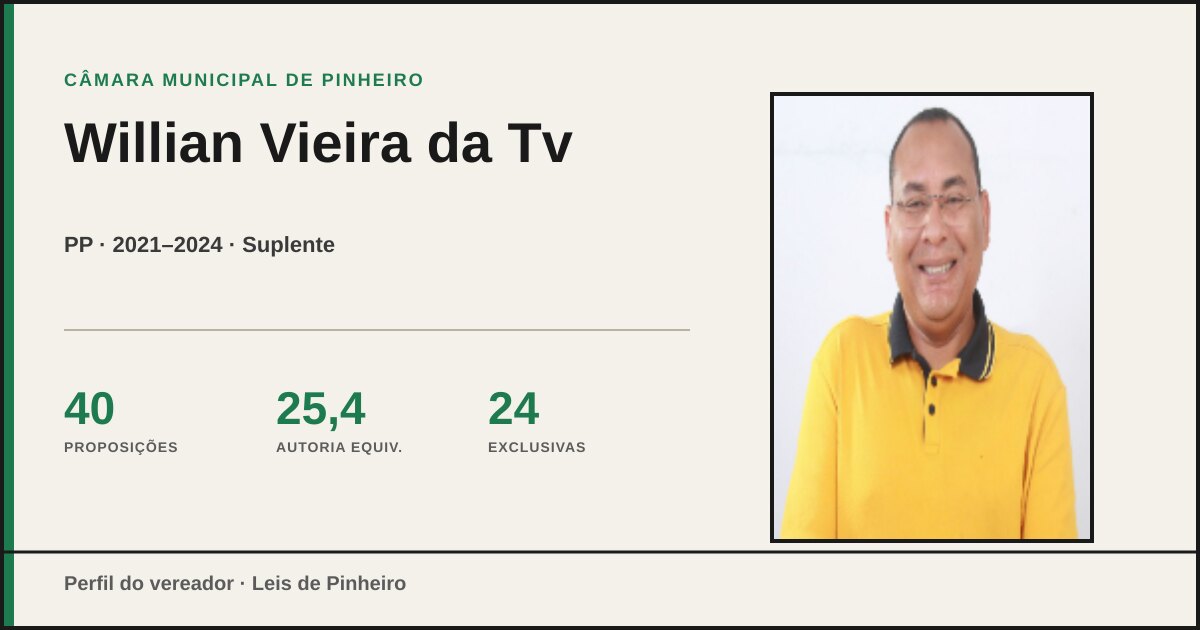 CÂMARA MUNICIPAL DE PINHEIRO
Willian Vieira da Tv
PP · 2021–2024 · Suplente
40
PROPOSIÇÕES
25,4
AUTORIA EQUIV.
24
EXCLUSIVAS
Perfil do vereador · Leis de Pinheiro